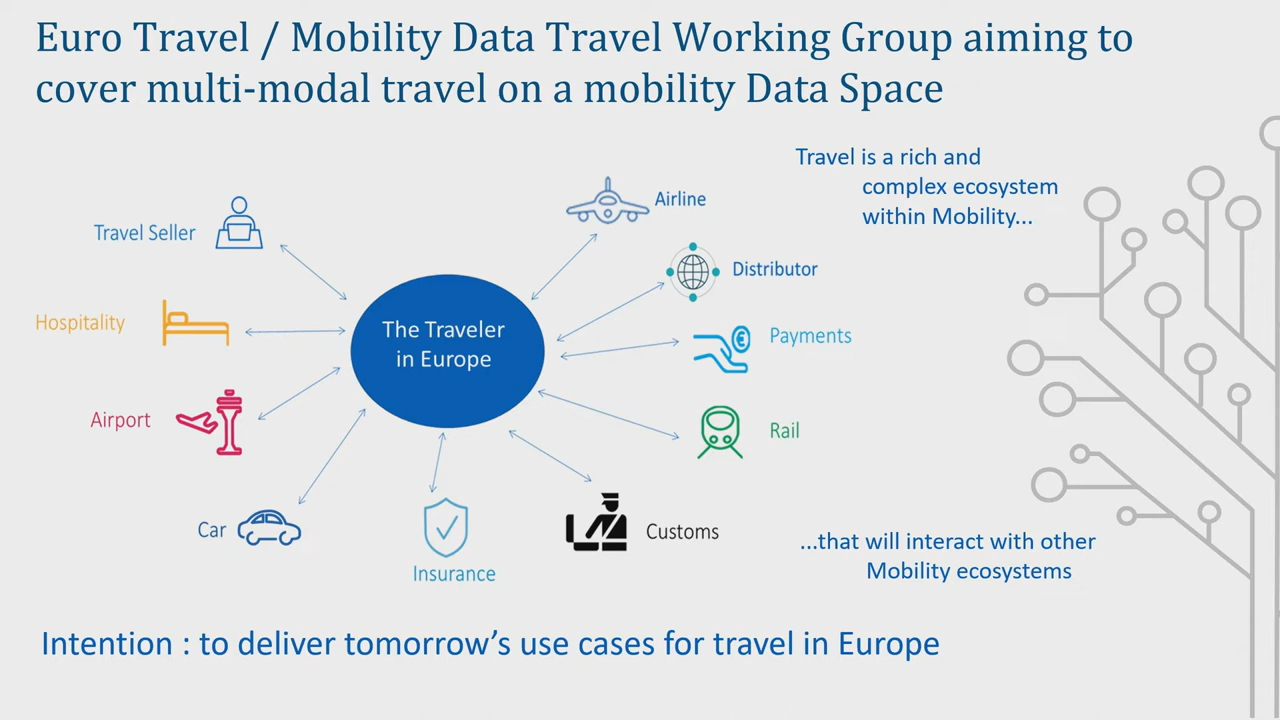 Euro Travel / Mobility Data Travel Working Group aiming to
cover multi-modal travel on a mobility Data Space
Travel is a rich and
complex ecosystem
within Mobility...
Airline
Travel Seller
Distributor
Hospitality
The Traveler
in Europe
€
Payments
Airport
Rail
Car
Customs
Insurance
...that will interact with other
Mobility ecosystems
Intention : to deliver tomorrow’s use cases for travel in Europe